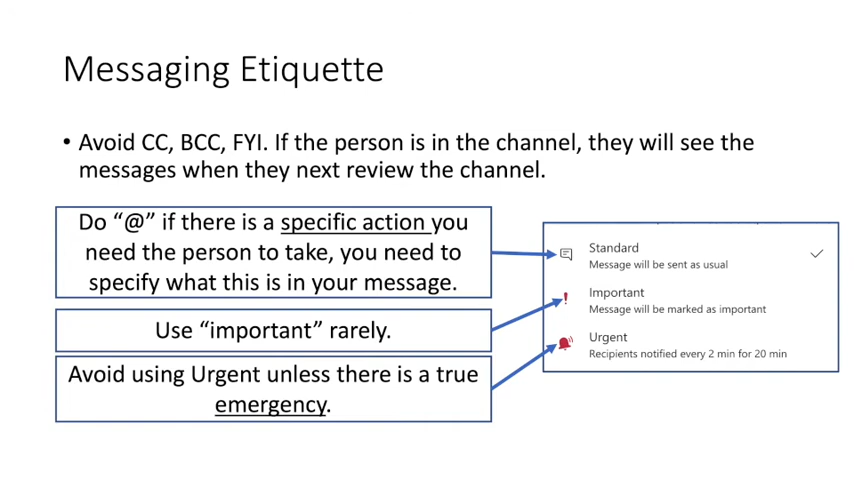 Messaging Etiquette
• Avoid CC, BCC, FYI. If the person is in the channel, they will see the
messages when they next review the channel.
Do “@” if there is a specific action you
need the person to take, you need to
specify what this is in your message.
Use “important” rarely.
Avoid using Urgent unless there is a true
emergency.
Standard
Message will be sent as usual
Important
Message will be marked as important
Urgent
Recipients notified every 2 min for 20 min